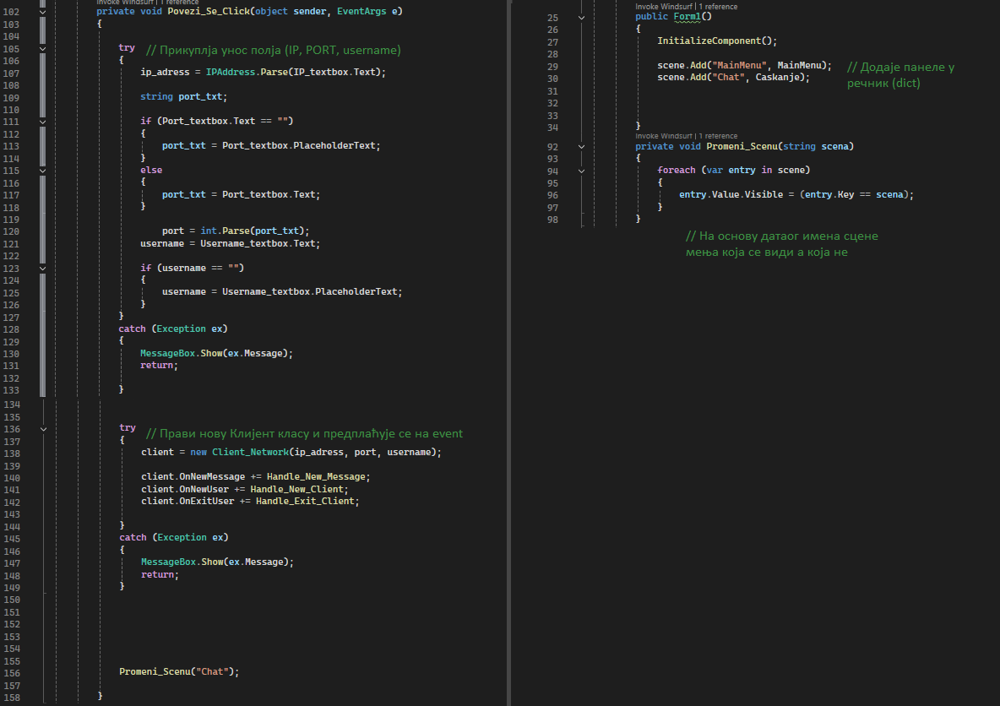 Invoke Windsurf | 1 reference
102 private void Povezi_Se_Click(object sender, EventArgs e)
103 {
104
105 try // Прикупљa унос полja (IP, PORT, username)
106 {
107 ip_adress = IPAddress.Parse(IP_textbox.Text);
108
109 string port_txt;
110
111 if (Port_textbox.Text == "")
112 {
113 port_txt = Port_textbox.PlaceholderText;
114 }
115 else
116 {
117 port_txt = Port_textbox.Text;
118 }
119
120 port = int.Parse(port_txt);
121 username = Username_textbox.Text;
122
123 if (username == "")
124 {
125 username = Username_textbox.PlaceholderText;
126 }
127 }
128 catch (Exception ex)
129 {
130 MessageBox.Show(ex.Message);
131 return;
132
133 }
134
135
136 try // Прави нову Клијент класу и предплаћује се на event
137 {
138 client = new Client_Network(ip_adress, port, username);
139
140 client.OnNewMessage += Handle_New_Message;
141 client.OnNewUser += Handle_New_Client;
142 client.OnExitUser += Handle_Exit_Client;
143
144 }
145 catch (Exception ex)
146 {
147 MessageBox.Show(ex.Message);
148 return;
149 }
150
151
152
153
154
155
156 Promeni_Scenu("Chat");
157
158 }
Invoke Windsurf | 1 reference
25 public Form1()
26 {
27 InitializeComponent();
28
29 scene.Add("MainMenu", MainMenu); // Додаје панеле у
30 scene.Add("Chat", Caskanje); речник (dict)
31
32
33
34 }
Invoke Windsurf | 1 reference
92 private void Promeni_Scenu(string scena)
93 {
94 foreach (var entry in scene)
95 {
96 entry.Value.Visible = (entry.Key == scena);
97 }
98 }
// На основу датаог имена сцене
мења која се види а која не